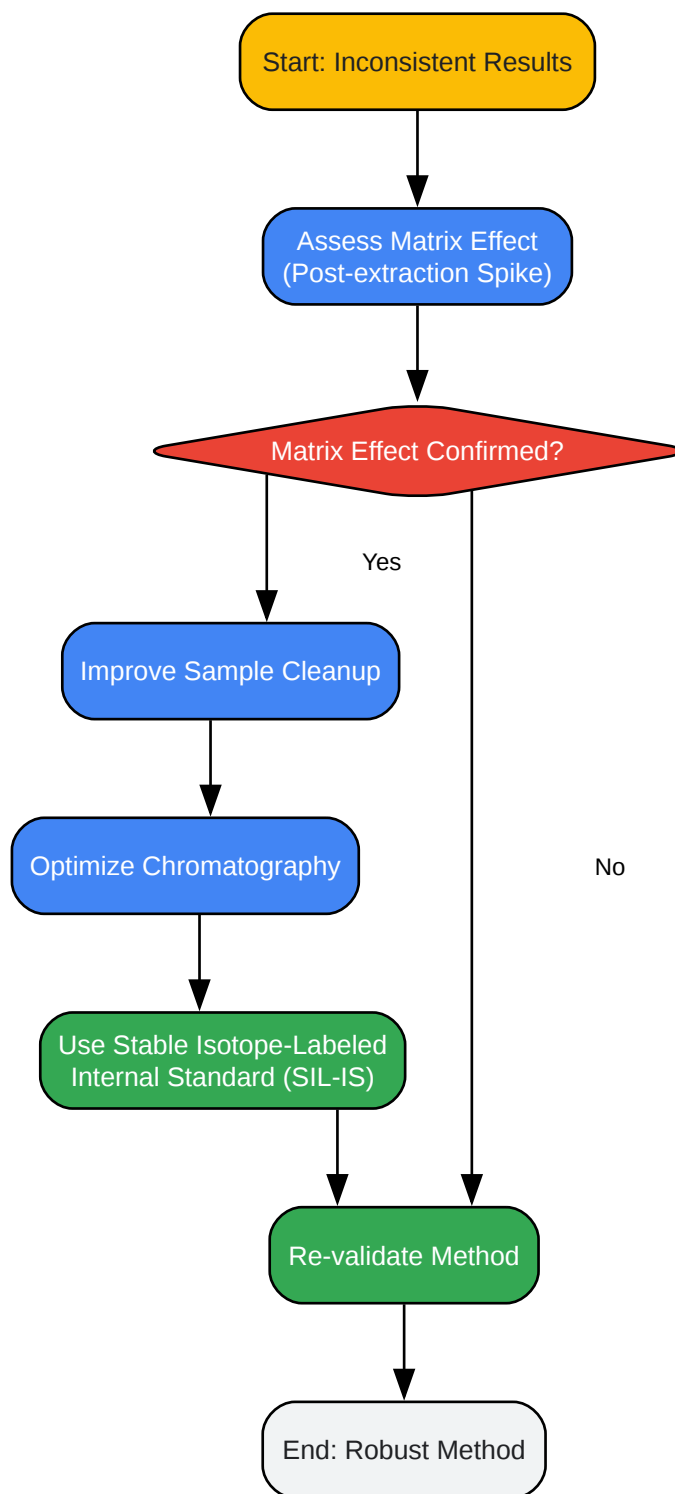 Start: Inconsistent Results
Assess Matrix Effect
(Post-extraction Spike)
Matrix Effect Confirmed?
Yes
Improve Sample Cleanup
Optimize Chromatography
No
Use Stable Isotope-Labeled
Internal Standard (SIL-IS)
Re-validate Method
End: Robust Method